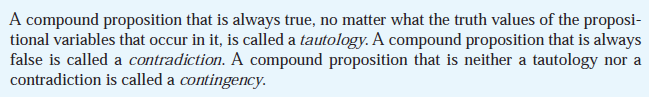 A compound proposition that is always true, no matter what the truth values of the proposi-
tional variables that occur in it, is called a tautology. A compound proposition that is always
false is called a contradiction. A compound proposition that is neither a tautology nor a
contradiction is called a contingency.